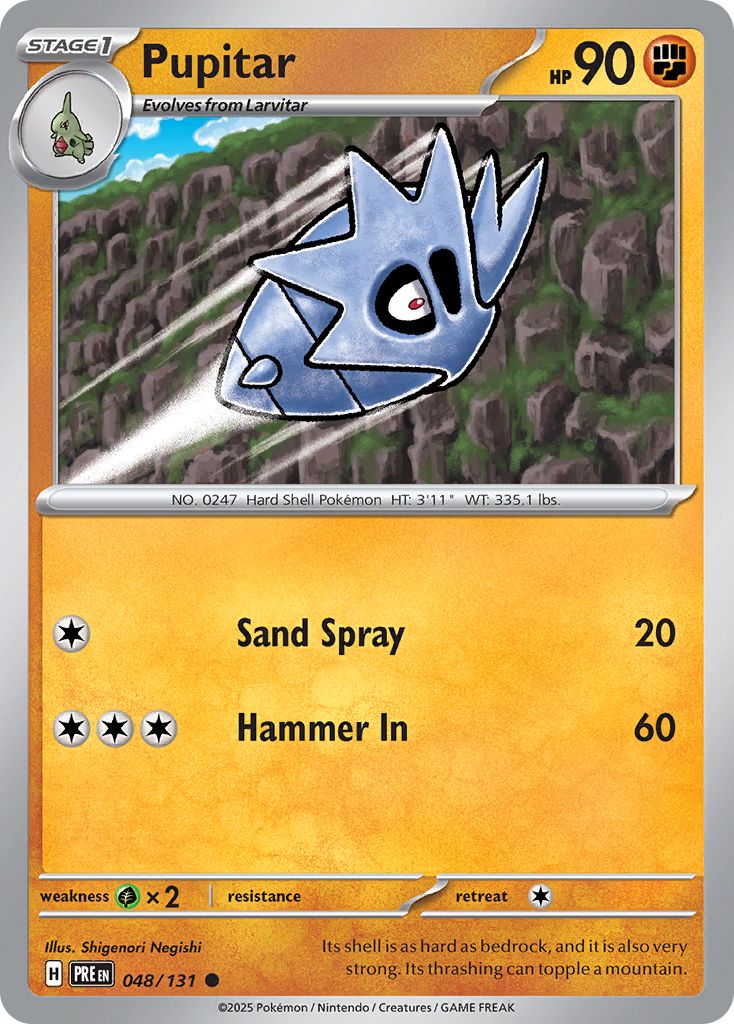 STAGE1
Pupitar
HP 90
Evolves from Larvitar
NO. 0247 Hard Shell Pokémon HT: 3'11" WT: 335.1 lbs.
Sand Spray 20
Hammer In 60
weakness ×2 resistance retreat
Illus. Shigenori Negishi
Its shell is as hard as bedrock, and it is also very
strong. Its thrashing can topple a mountain.
H PRE EN 048/131
©2025 Pokémon / Nintendo / Creatures / GAME FREAK